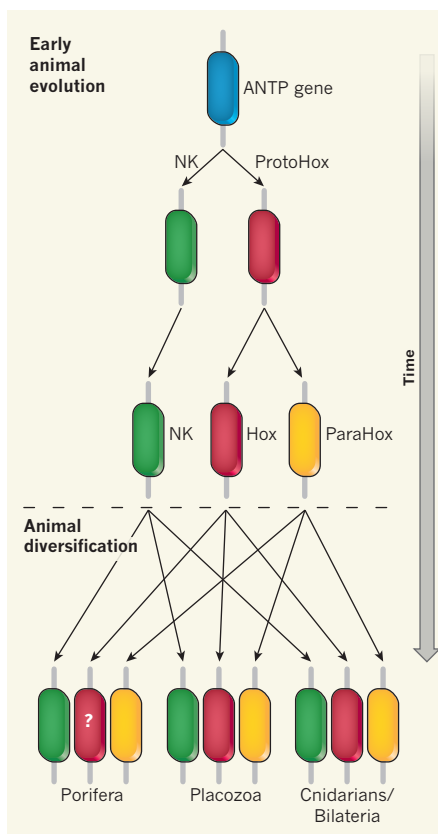 Early
animal
evolution
ANTP gene
NK
ProtoHox
Time
NK
Hox
ParaHox
Animal
diversification
?
Porifera
Placozoa
Cnidarians/
Bilateria